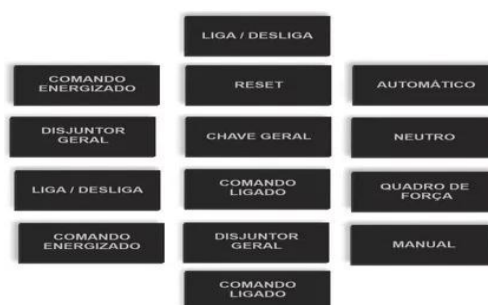 LIGA / DESLIGA
COMANDO
ENERGIZADO
RESET
AUTOMÁTICO
DISJUNTOR
GERAL
CHAVE GERAL
NEUTRO
LIGA / DESLIGA
COMANDO
LIGADO
QUADRO DE
FORÇA
COMANDO
ENERGIZADO
DISJUNTOR
GERAL
MANUAL
COMANDO
LIGADO